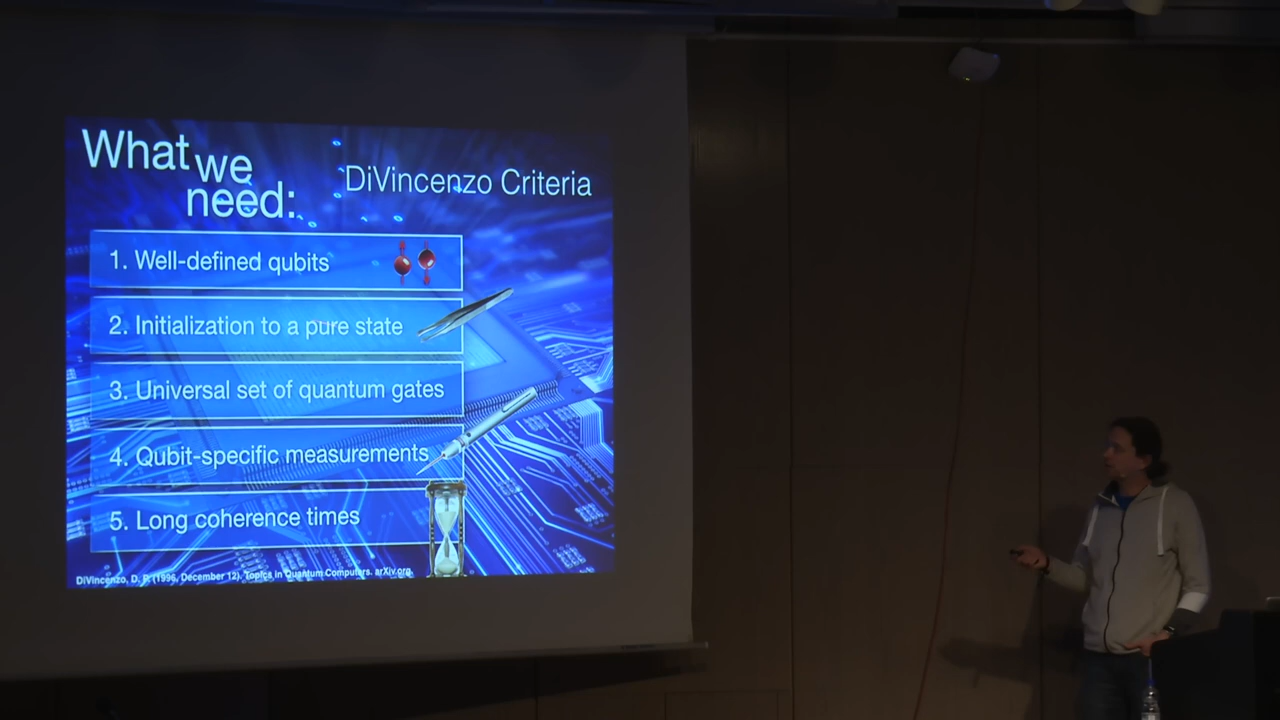 What we need:
DiVincenzo Criteria
1. Well-defined qubits
2. Initialization to a pure state
3. Universal set of quantum gates
4. Qubit-specific measurements
5. Long coherence times
DiVincenzo, D. P. (1996, December 12). Topics in Quantum Computers. arXiv.org.